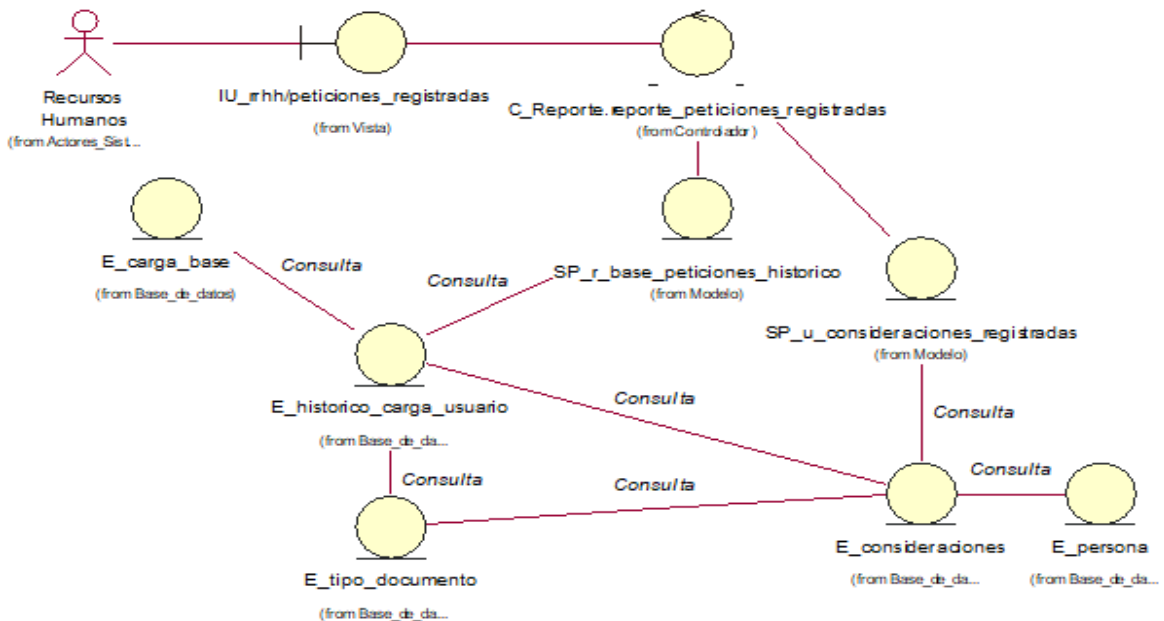 Recursos
Humanos
(from Actores_Sist...
IU_rrhh/peticiones_registradas
(from Vista)
C_Reporte.reporte_peticiones_registradas
(from Controlador)
E_carga_base
(from Base_de_datos)
Consulta
Consulta
SP_r_base_peticiones_historico
(from Modelo)
SP_u_consideraciones_registradas
(from Modelo)
E_historico_carga_usuario
(from Base_de_da...
Consulta
Consulta
Consulta
Consulta
Consulta
E_tipo_documento
(from Base_de_da...
E_consideraciones
(from Base_de_da...
E_persona
(from Base_de_da...